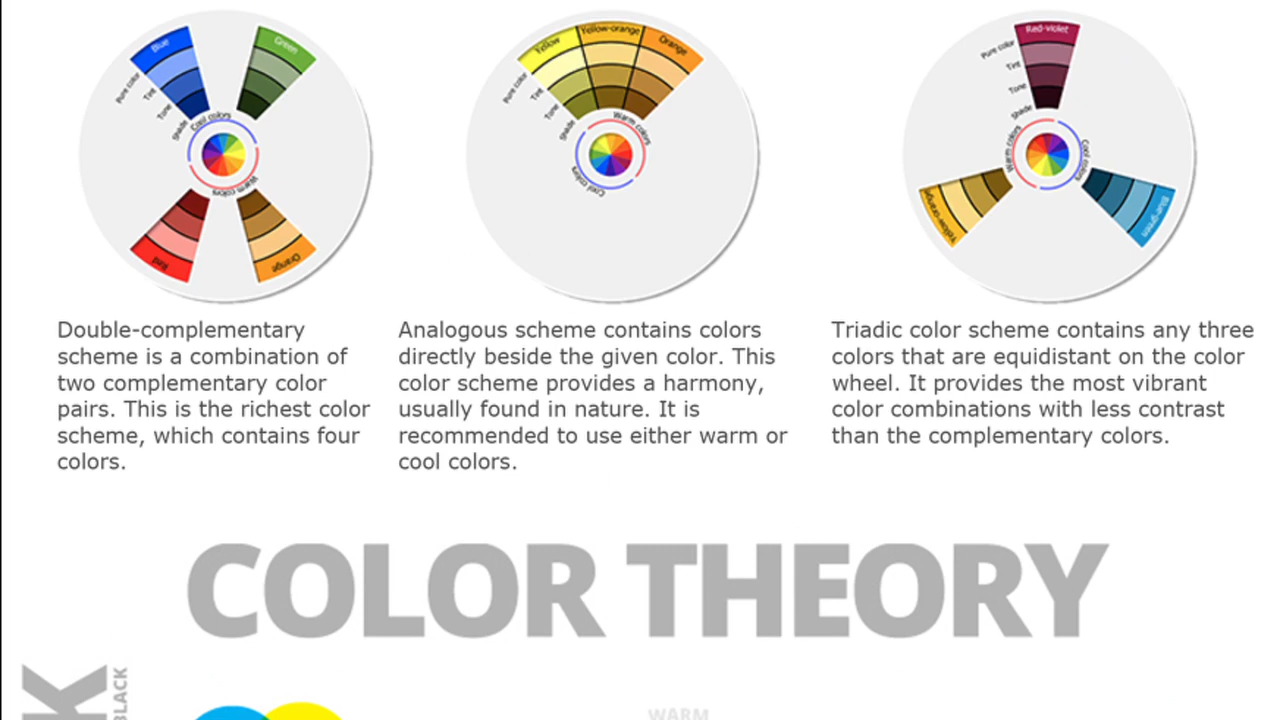 Blue
Green
Pure color
Tint
Tone
Shade
Cool colors
Warm colors
Red
Orange
Yellow
Yellow-orange
Orange
Pure color
Tint
Tone
Shade
Warm colors
Cool colors
Red-violet
Pure color
Tint
Tone
Shade
Warm colors
Cool colors
Yellow-orange
Blue-green
Double-complementary
scheme is a combination of
two complementary color
pairs. This is the richest color
scheme, which contains four
colors.
Analogous scheme contains colors
directly beside the given color. This
color scheme provides a harmony,
usually found in nature. It is
recommended to use either warm or
cool colors.
Triadic color scheme contains any three
colors that are equidistant on the color
wheel. It provides the most vibrant
color combinations with less contrast
than the complementary colors.
COLOR THEORY
K
BLACK
WARM